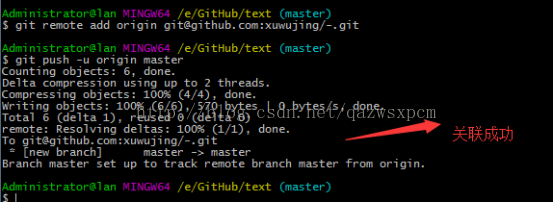 Administrator@lan MINGW64 /e/GitHub/text (master)
$ git remote add origin git@github.com:xuwujing/-.git
Administrator@lan MINGW64 /e/GitHub/text (master)
$ git push -u origin master
Counting objects: 6, done.
Delta compression using up to 2 threads.
Compressing objects: 100% (4/4), done.
Writing objects: 100% (6/6), 570 bytes | 0 bytes/s, done.
Total 6 (delta 1), reused 0 (delta 0)
http://blog.csdn.net/qazwsxpcm
remote: Resolving deltas: 100% (1/1), done.
To git@github.com:xuwujing/-.git
关联成功
* [new branch] master -> master
Branch master set up to track remote branch master from origin.
Administrator@lan MINGW64 /e/GitHub/text (master)
$